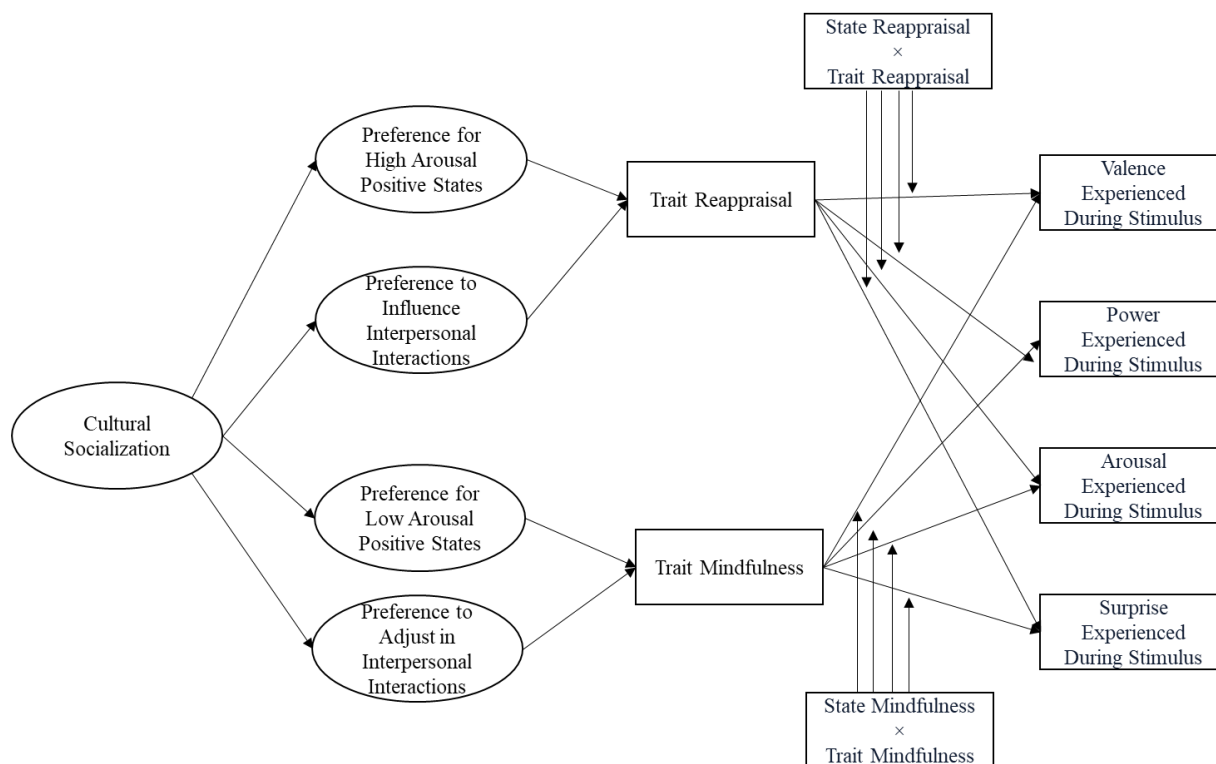 State Reappraisal
×
Trait Reappraisal
Preference for
High Arousal
Positive States
Trait Reappraisal
Valence
Experienced
During Stimulus
Preference to
Influence
Interpersonal
Interactions
Power
Experienced
During Stimulus
Cultural
Socialization
Preference for
Low Arousal
Positive States
Trait Mindfulness
Arousal
Experienced
During Stimulus
Preference to
Adjust in
Interpersonal
Interactions
Surprise
Experienced
During Stimulus
State Mindfulness
×
Trait Mindfulness